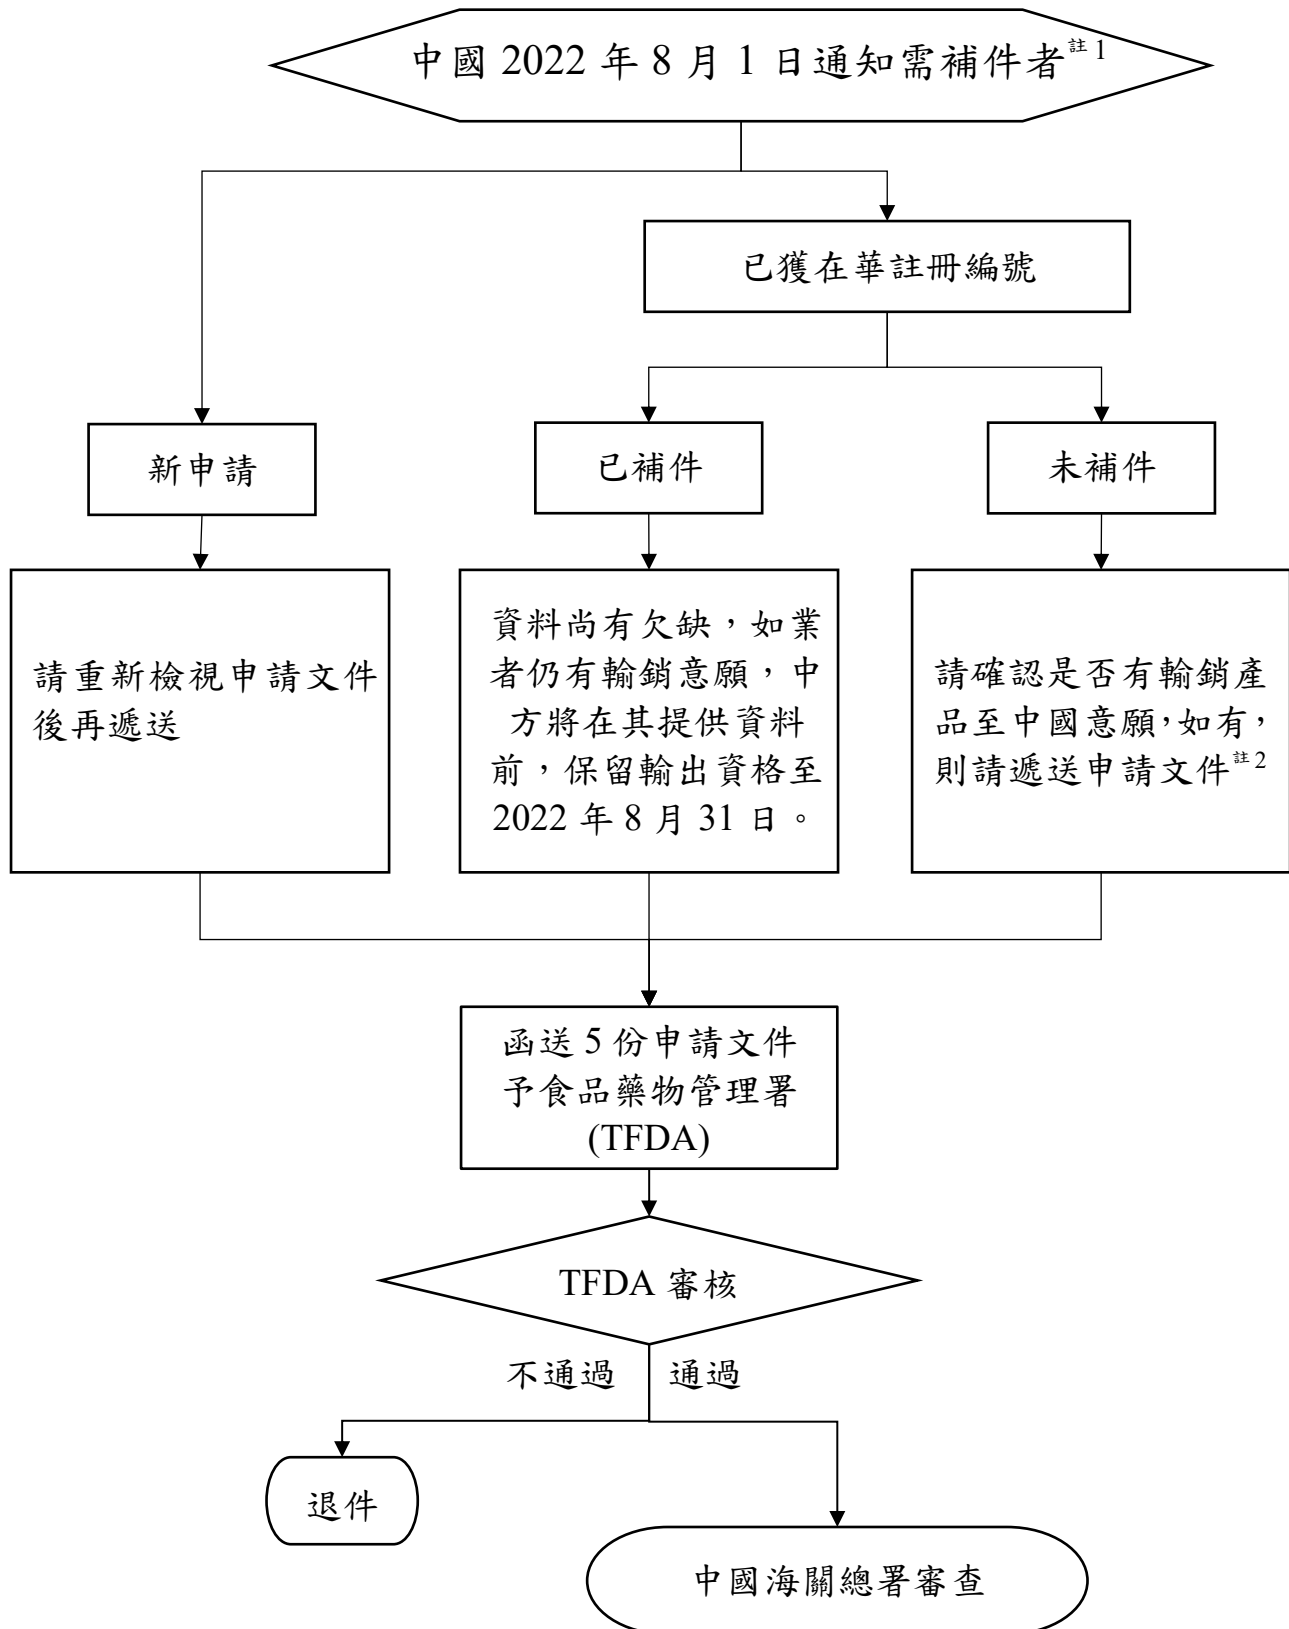 中國 2022 年 8 月 1 日通知需補件者註 1
已獲在華註冊編號
新申請
已補件
未補件
請重新檢視申請文件
後再遞送
資料尚有欠缺，如業
者仍有輸銷意願，中
方將在其提供資料
前，保留輸出資格至
2022 年 8 月 31 日。
請確認是否有輸銷產
品至中國意願，如有，
則請遞送申請文件註 2
函送 5 份申請文件
予食品藥物管理署
(TFDA)
TFDA 審核
不通過
通過
退件
中國海關總署審查